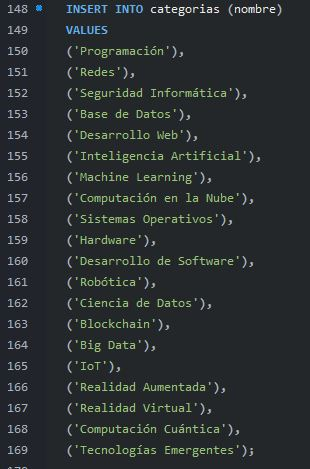 148 INSERT INTO categorias (nombre)
149 VALUES
150 ('Programación'),
151 ('Redes'),
152 ('Seguridad Informática'),
153 ('Base de Datos'),
154 ('Desarrollo Web'),
155 ('Inteligencia Artificial'),
156 ('Machine Learning'),
157 ('Computación en la Nube'),
158 ('Sistemas Operativos'),
159 ('Hardware'),
160 ('Desarrollo de Software'),
161 ('Robótica'),
162 ('Ciencia de Datos'),
163 ('Blockchain'),
164 ('Big Data'),
165 ('IoT'),
166 ('Realidad Aumentada'),
167 ('Realidad Virtual'),
168 ('Computación Cuántica'),
169 ('Tecnologías Emergentes');